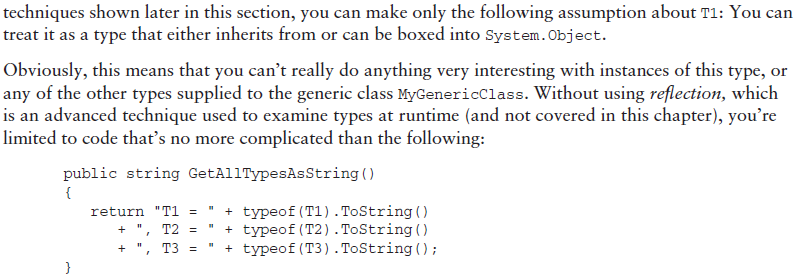 techniques shown later in this section, you can make only the following assumption about T1: You can
treat it as a type that either inherits from or can be boxed into System.Object.
Obviously, this means that you can’t really do anything very interesting with instances of this type, or
any of the other types supplied to the generic class MyGenericClass. Without using reflection, which
is an advanced technique used to examine types at runtime (and not covered in this chapter), you’re
limited to code that’s no more complicated than the following:
public string GetAllTypesAsString()
{
return "T1 = " + typeof(T1).ToString()
+ ", T2 = " + typeof(T2).ToString()
+ ", T3 = " + typeof(T3).ToString();
}